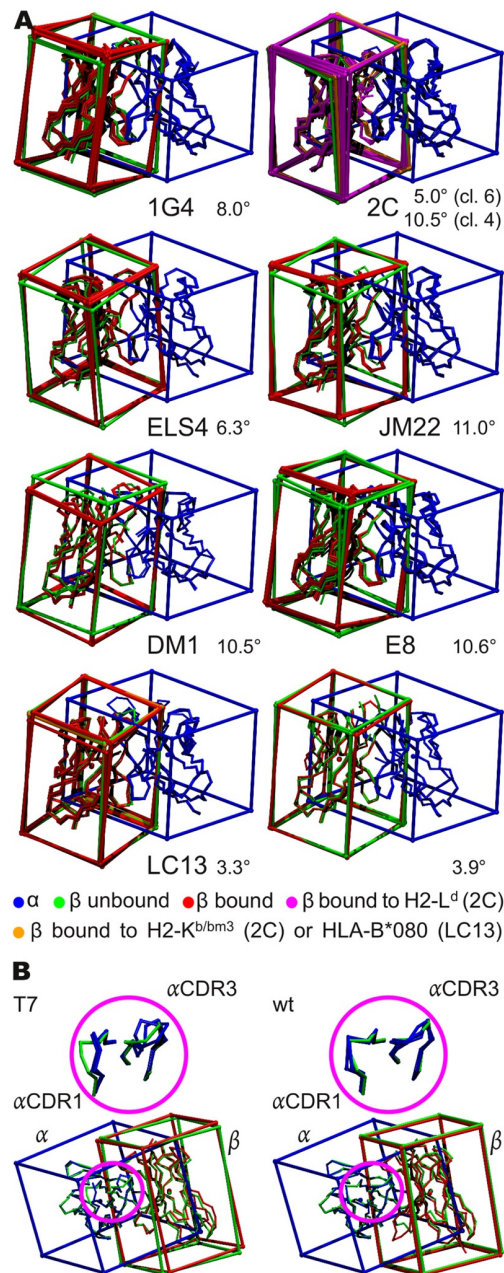 A
1G4 8.0°
2C 5.0° (cl. 6)
10.5° (cl. 4)
ELS4 6.3°
JM22 11.0°
DM1 10.5°
E8 10.6°
LC13 3.3°
3.9°
α β unbound β bound β bound to H2-Lᵈ (2C)
β bound to H2-Kᵇ/ᵇᵐ³ (2C) or HLA-B*080 (LC13)
B
T7 αCDR3
wt αCDR3
αCDR1
αCDR1
α β
α β